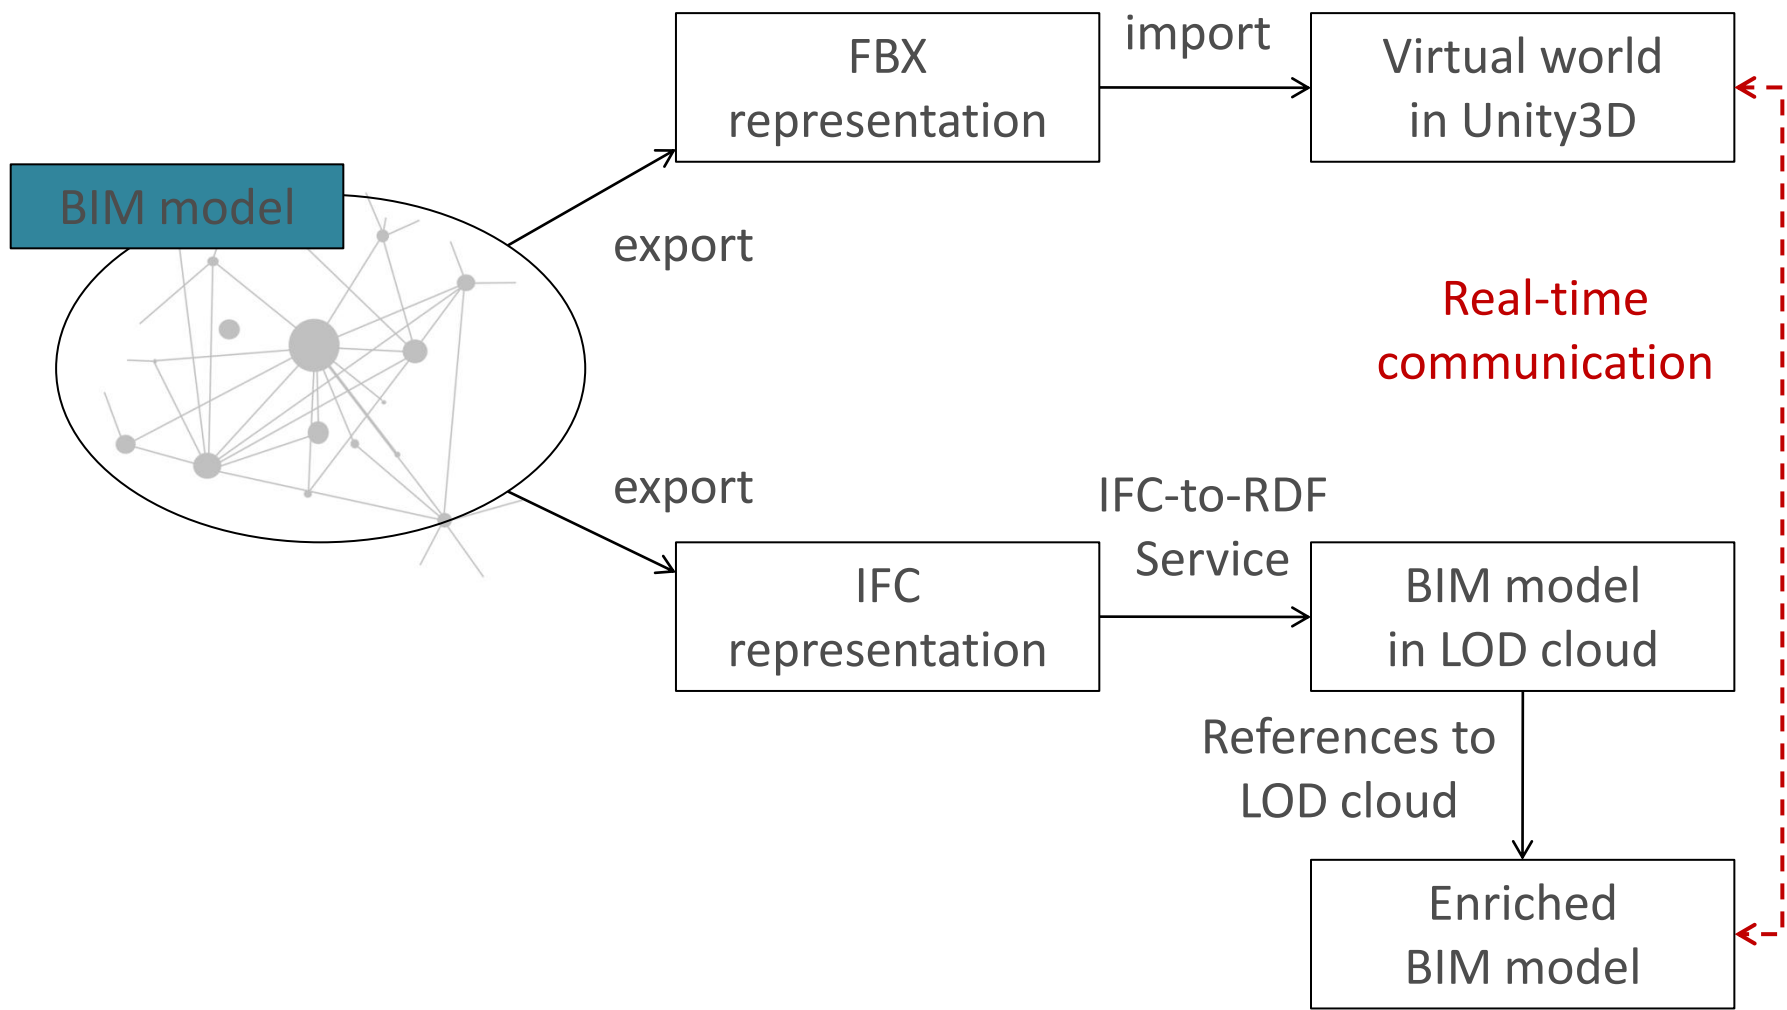 BIM model
export
FBX
representation
import
Virtual world
in Unity3D
Real-time
communication
export
IFC
representation
IFC-to-RDF
Service
BIM model
in LOD cloud
References to
LOD cloud
Enriched
BIM model